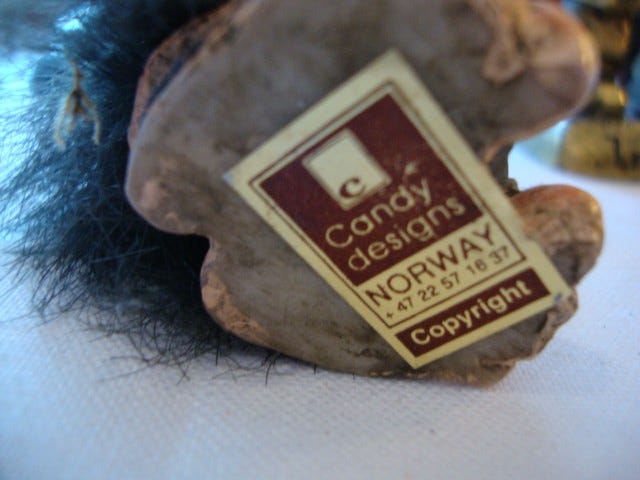 c
Candy
designs
NORWAY
+47 22 57 16 37
Copyright